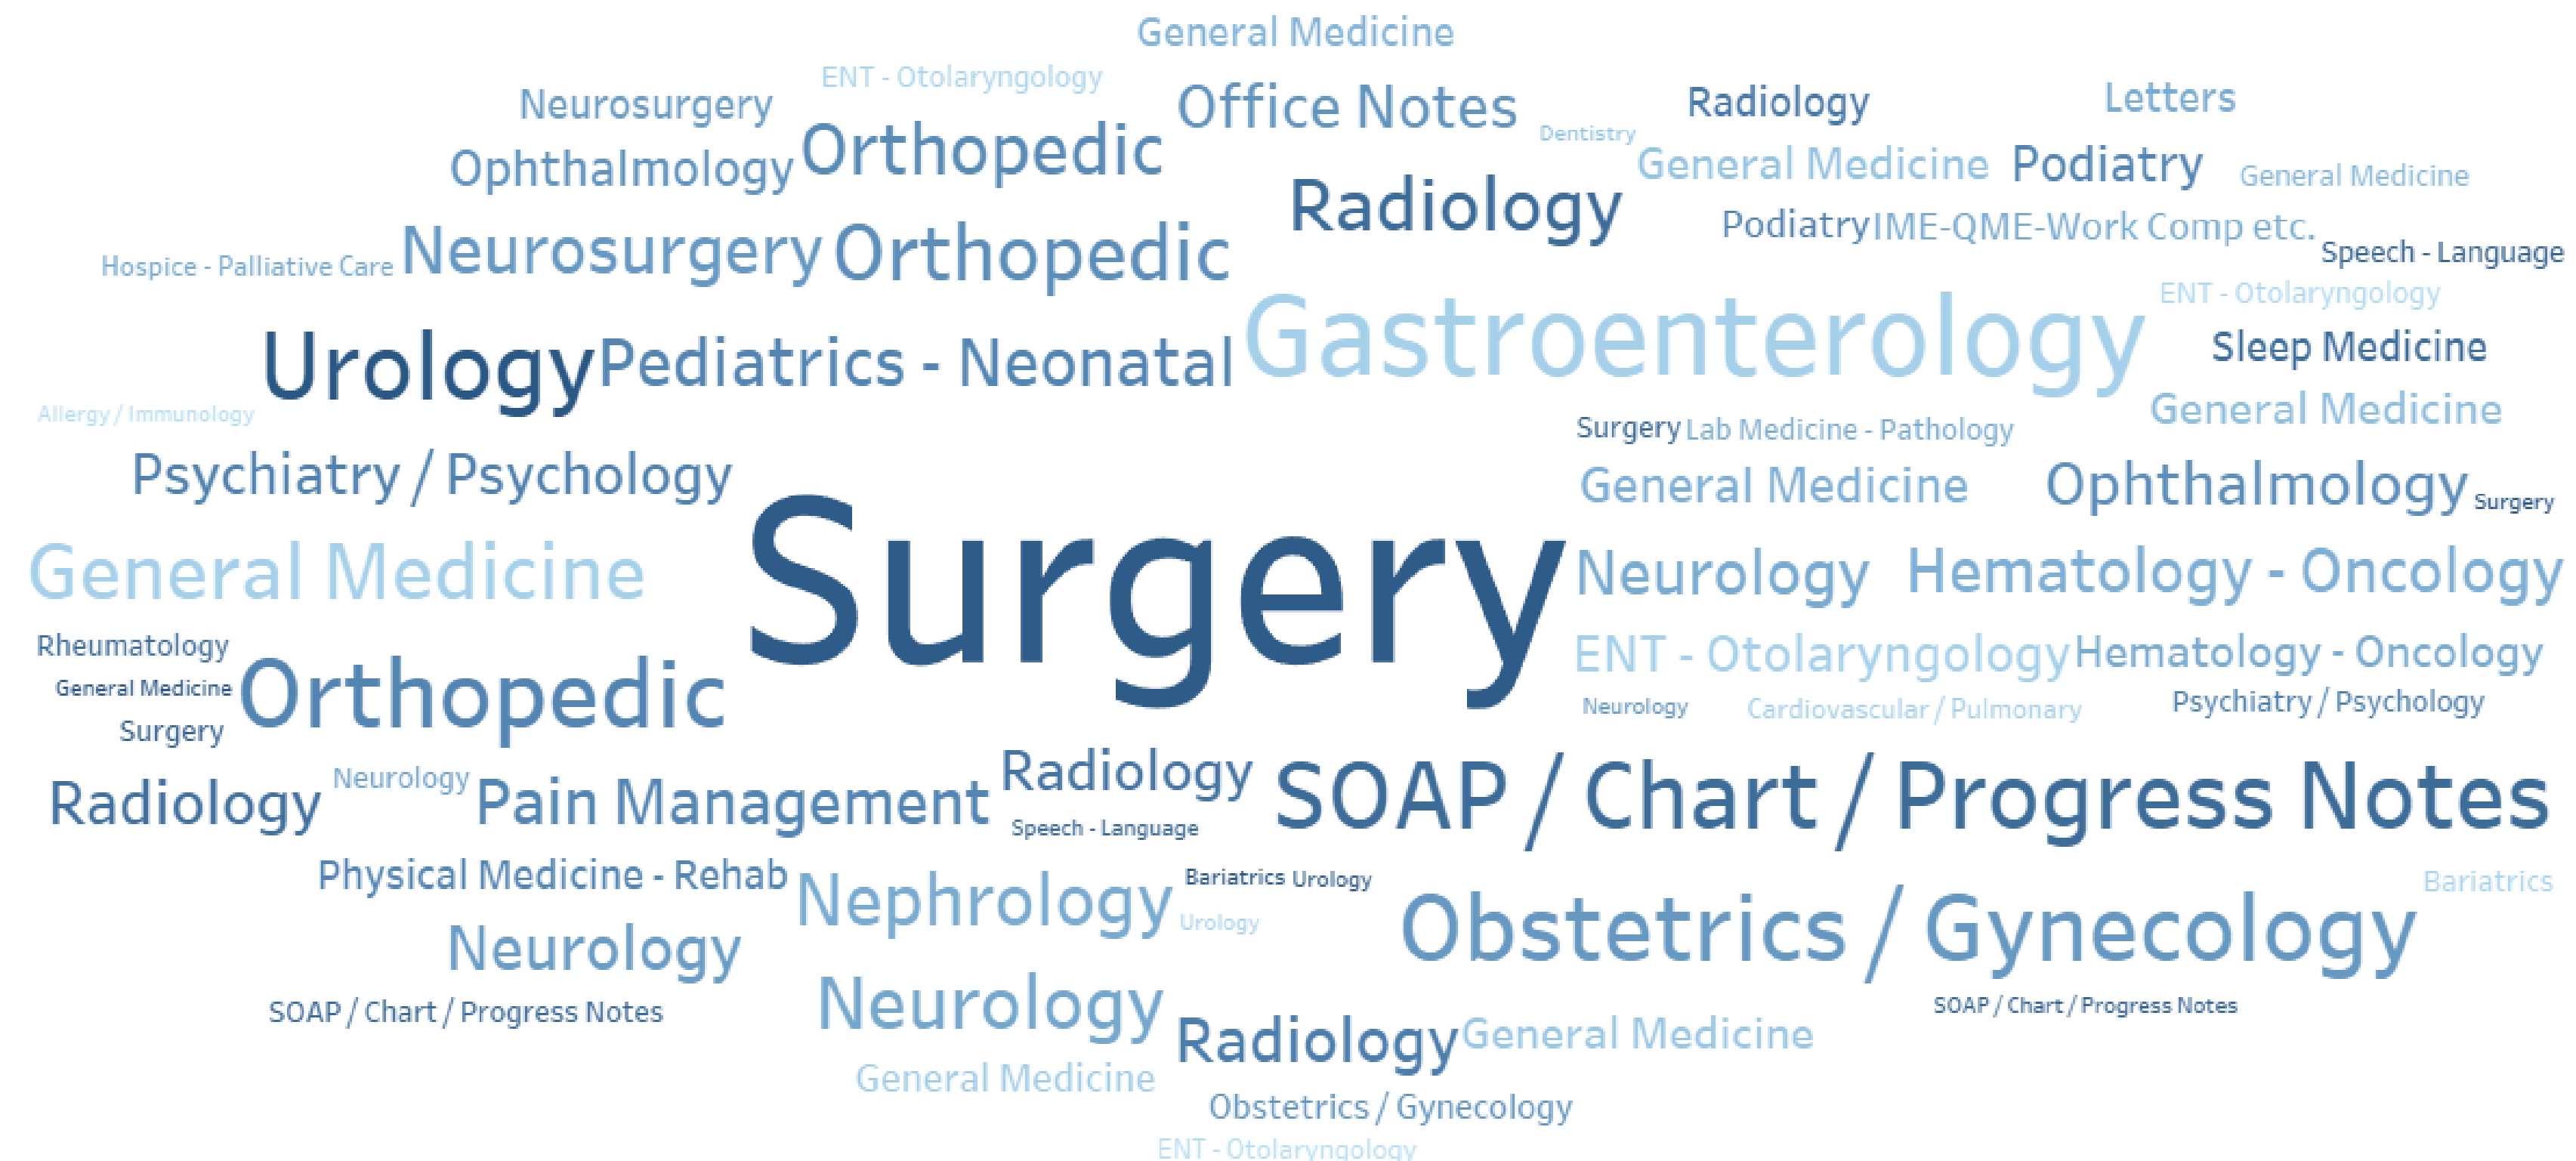 General Medicine
ENT - Otolaryngology
Neurosurgery
Office Notes
Radiology
Letters
Dentistry
Orthopedic
Ophthalmology
General Medicine
Podiatry
General Medicine
Radiology
Podiatry
IME-QME-Work Comp etc.
Speech - Language
Hospice - Palliative Care
Neurosurgery
Orthopedic
ENT - Otolaryngology
Gastroenterology
Sleep Medicine
Urology
Pediatrics - Neonatal
Allergy / Immunology
General Medicine
Surgery
Lab Medicine - Pathology
Psychiatry / Psychology
General Medicine
Ophthalmology
Surgery
General Medicine
Surgery
Neurology
Hematology - Oncology
Rheumatology
ENT - Otolaryngology
Hematology - Oncology
General Medicine
Orthopedic
Neurology
Cardiovascular / Pulmonary
Psychiatry / Psychology
Surgery
Radiology
Neurology
Pain Management
Radiology
SOAP / Chart / Progress Notes
Speech - Language
Physical Medicine - Rehab
Nephrology
Bariatrics
Urology
Bariatrics
Urology
Obstetrics / Gynecology
Neurology
SOAP / Chart / Progress Notes
Neurology
SOAP / Chart / Progress Notes
Radiology
General Medicine
General Medicine
Obstetrics / Gynecology
ENT - Otolaryngology